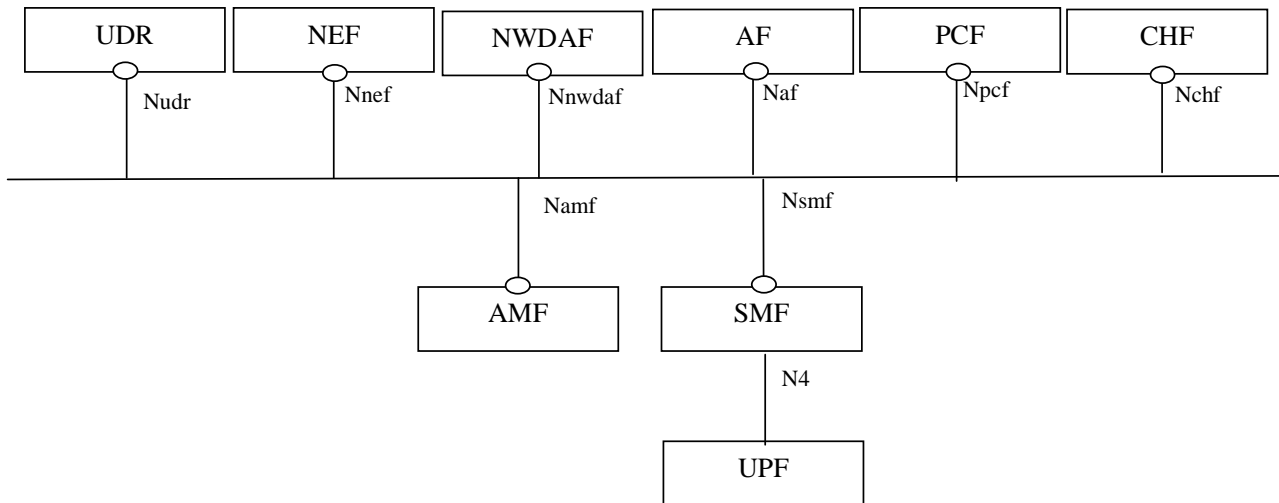 UDR NEF NWDAF AF PCF CHF
Nudr Nnef Nnwdaf Naf Npcf Nchf
Namf Nsmf
AMF SMF
N4
UPF